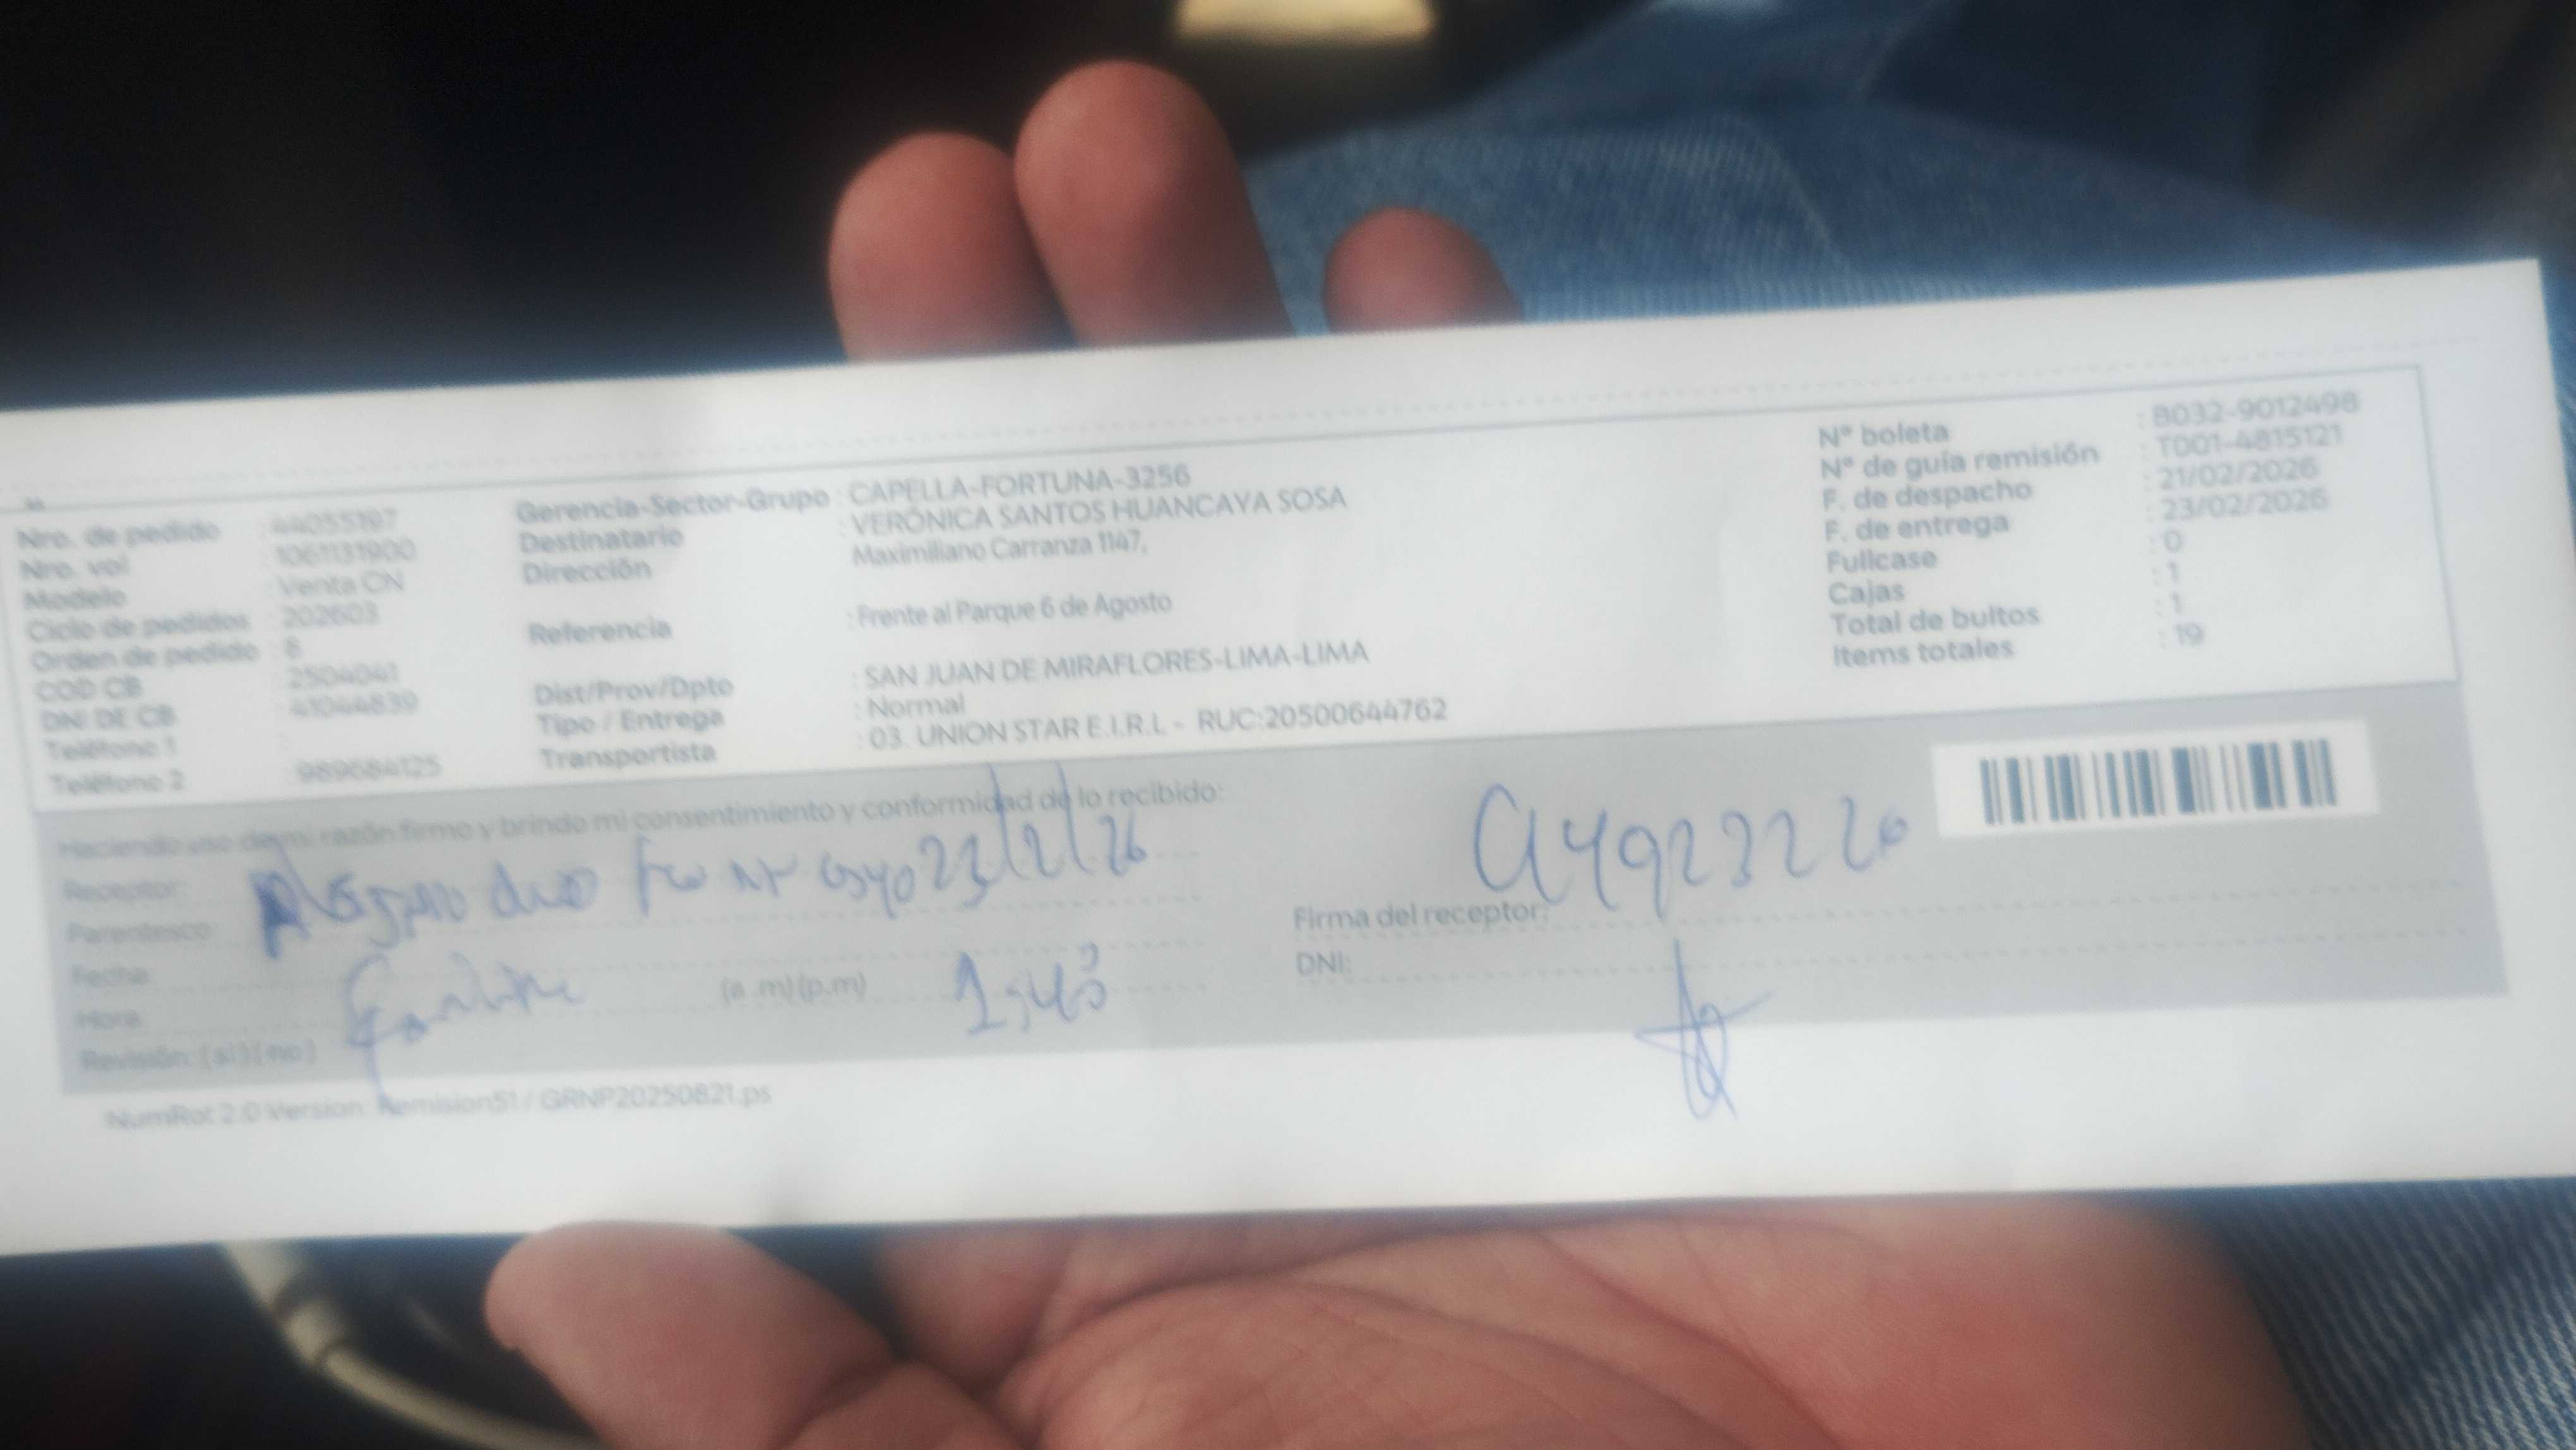 Nro. de pedido : 44055197
Nro. vol : 1061131900
Modelo : Venta CN
Ciclo de pedidos : 202603
Orden de pedido : 8
COD CB : 2504041
DNI DE CB : 41044839
Teléfono 1 :
Teléfono 2 : 989684125
Gerencia-Sector-Grupo : CAPELLA-FORTUNA-3256
Destinatario : VERÓNICA SANTOS HUANCAYA SOSA
Dirección Maximiliano Carranza 1147,
Referencia : Frente al Parque 6 de Agosto
Dist/Prov/Dpto : SAN JUAN DE MIRAFLORES-LIMA-LIMA
Tipo / Entrega : Normal
Transportista : 03. UNION STAR E.I.R.L - RUC:20500644762
N° boleta : B032-9012498
N° de guía remisión : T001-4815121
F. de despacho : 21/02/2026
F. de entrega : 23/02/2026
Fullcase : 0
Cajas : 1
Total de bultos : 1
Items totales : 19
Haciendo uso de mi razón firmo y brindo mi consentimiento y conformidad de lo recibido:
Receptor:
23/2/26
Parentesco:
Fecha
Hora (a .m) (p.m)
Revisión: (si) (no)
Firma del receptor:
DNI:
NumRot 2.0 Version: Remision51 / GRNP20250821.ps